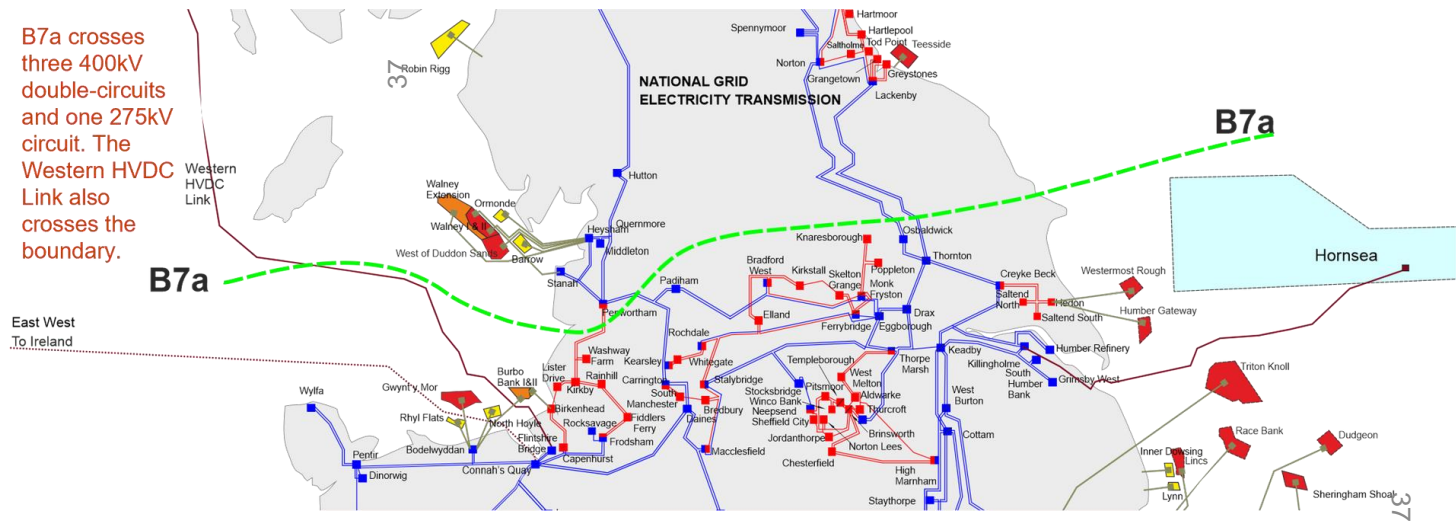 B7a crosses
three 400kV
double-circuits
and one 275kV
circuit. The
Western HVDC
Link also
crosses the
boundary.
Western
HVDC
Link
B7a
B7a
East West
To Ireland
37
Robin Rigg
NATIONAL GRID
ELECTRICITY TRANSMISSION
Spennymoor
Norton
Hartmoor
Hartlepool
Saltholme
Tod Point
Teesside
Grangetown
Greystones
Lackenby
Hutton
Walney
Extension
Ormonde
Walney I & II
West of Duddon Sands
Barrow
Quernmore
Heysham
Middleton
Stanah
Penwortham
Padiham
Knaresborough
Osbaldwick
Bradford
West
Kirkstall
Skelton
Grange
Poppleton
Monk
Fryston
Thornton
Creyke Beck
Saltend
North
Hedon
Saltend South
Westermost Rough
Humber Gateway
Hornsea
Elland
Ferrybridge
Eggborough
Drax
Rochdale
Washway
Farm
Kearsley
Whitegate
Templeborough
Thorpe
Marsh
Keadby
Humber Refinery
Killingholme
South
Humber
Bank
Grimsby West
Triton Knoll
Lister
Drive
Rainhill
Kirkby
Carrington
South
Manchester
Stalybridge
Bredbury
Daines
Stocksbridge
Pitsmoor
West
Melton
Winco Bank
Aldwarke
Neepsend
Thurcroft
Sheffield City
Brinsworth
Jordanthorpe
Norton Lees
Chesterfield
High
Marnham
West
Burton
Cottam
Staythorpe
Wylfa
Gwynt y Mor
Burbo
Bank I&II
Rhyl Flats
North Hoyle
Birkenhead
Rocksavage
Fiddlers
Ferry
Frodsham
Flintshire
Bridge
Bodelwyddan
Capenhurst
Connah's Quay
Pentir
Dinorwig
Macclesfield
Race Bank
Dudgeon
Inner Dowsing
Lincs
Lynn
Sheringham Shoal
37